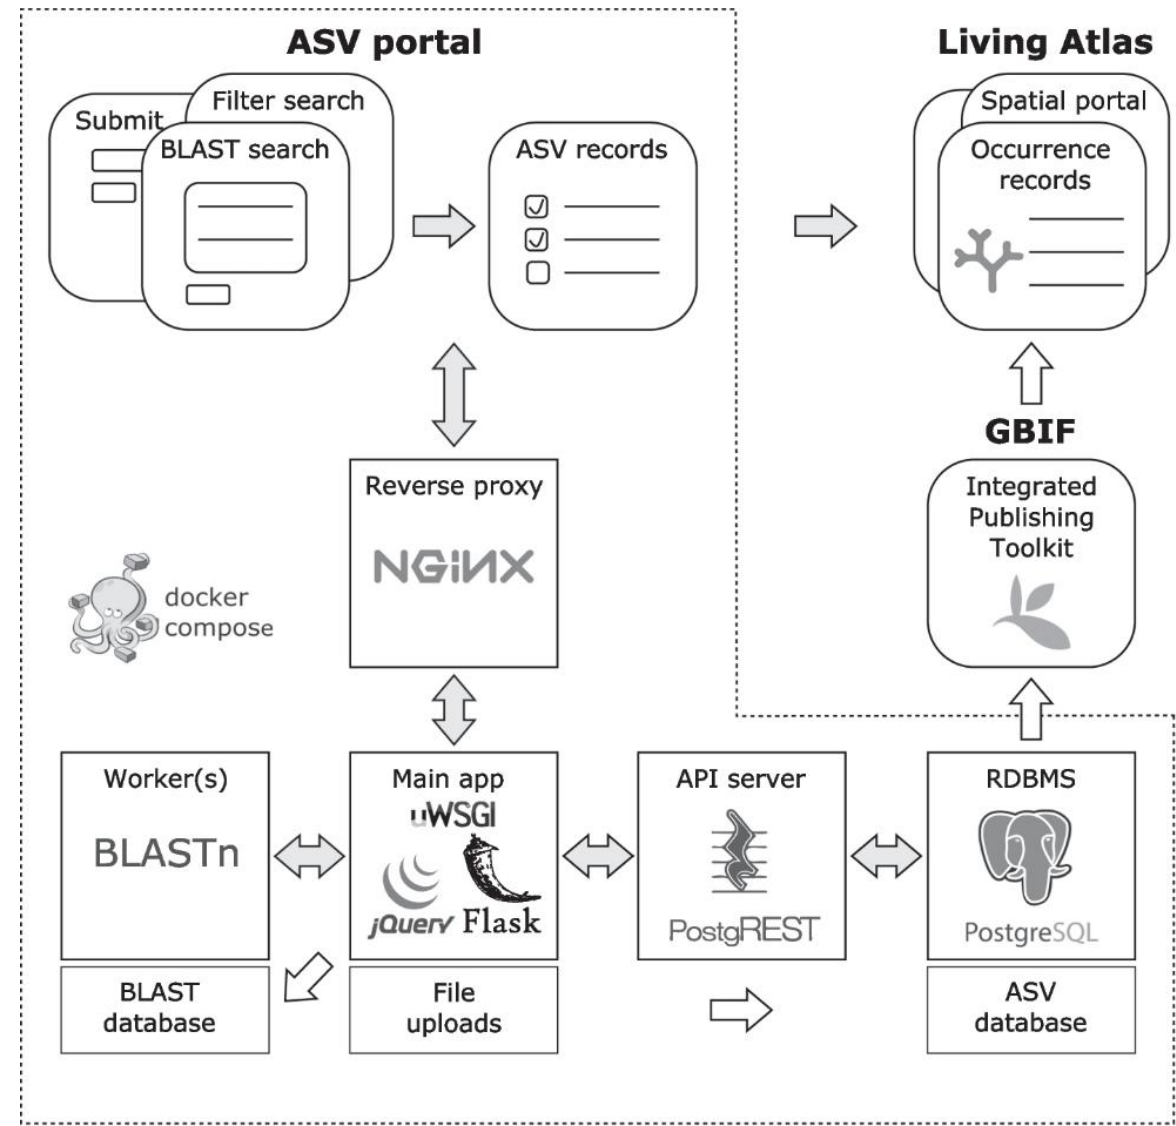 ASV portal
Submit
Filter search
BLAST search
ASV records
Living Atlas
Spatial portal
Occurrence
records
Reverse proxy
NGiNX
docker
compose
GBIF
Integrated
Publishing
Toolkit
Worker(s)
BLASTn
BLAST
database
Main app
uWSGI
jQuery
Flask
File
uploads
API server
PostgREST
RDBMS
PostgreSQL
ASV
database